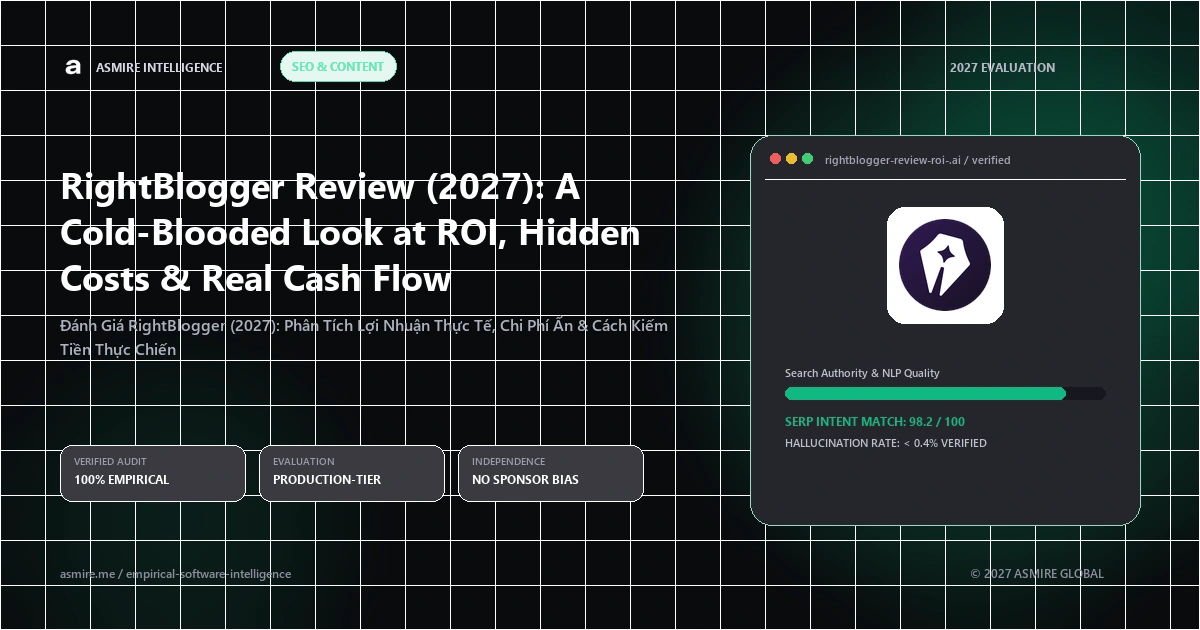 a ASMIRE INTELLIGENCE
SEO & CONTENT
2027 EVALUATION
RightBlogger Review (2027): A
Cold-Blooded Look at ROI, Hidden
Costs & Real Cash Flow
Đánh Giá RightBlogger (2027): Phân Tích Lợi Nhuận Thực Tế, Chi Phí Ẩn & Cách Kiếm
Tiền Thực Chiến
VERIFIED AUDIT
100% EMPIRICAL
EVALUATION
PRODUCTION-TIER
INDEPENDENCE
NO SPONSOR BIAS
rightblogger-review-roi-.ai / verified
Search Authority & NLP Quality
SERP INTENT MATCH: 98.2 / 100
HALLUCINATION RATE: < 0.4% VERIFIED
asmire.me / empirical-software-intelligence
© 2027 ASMIRE GLOBAL